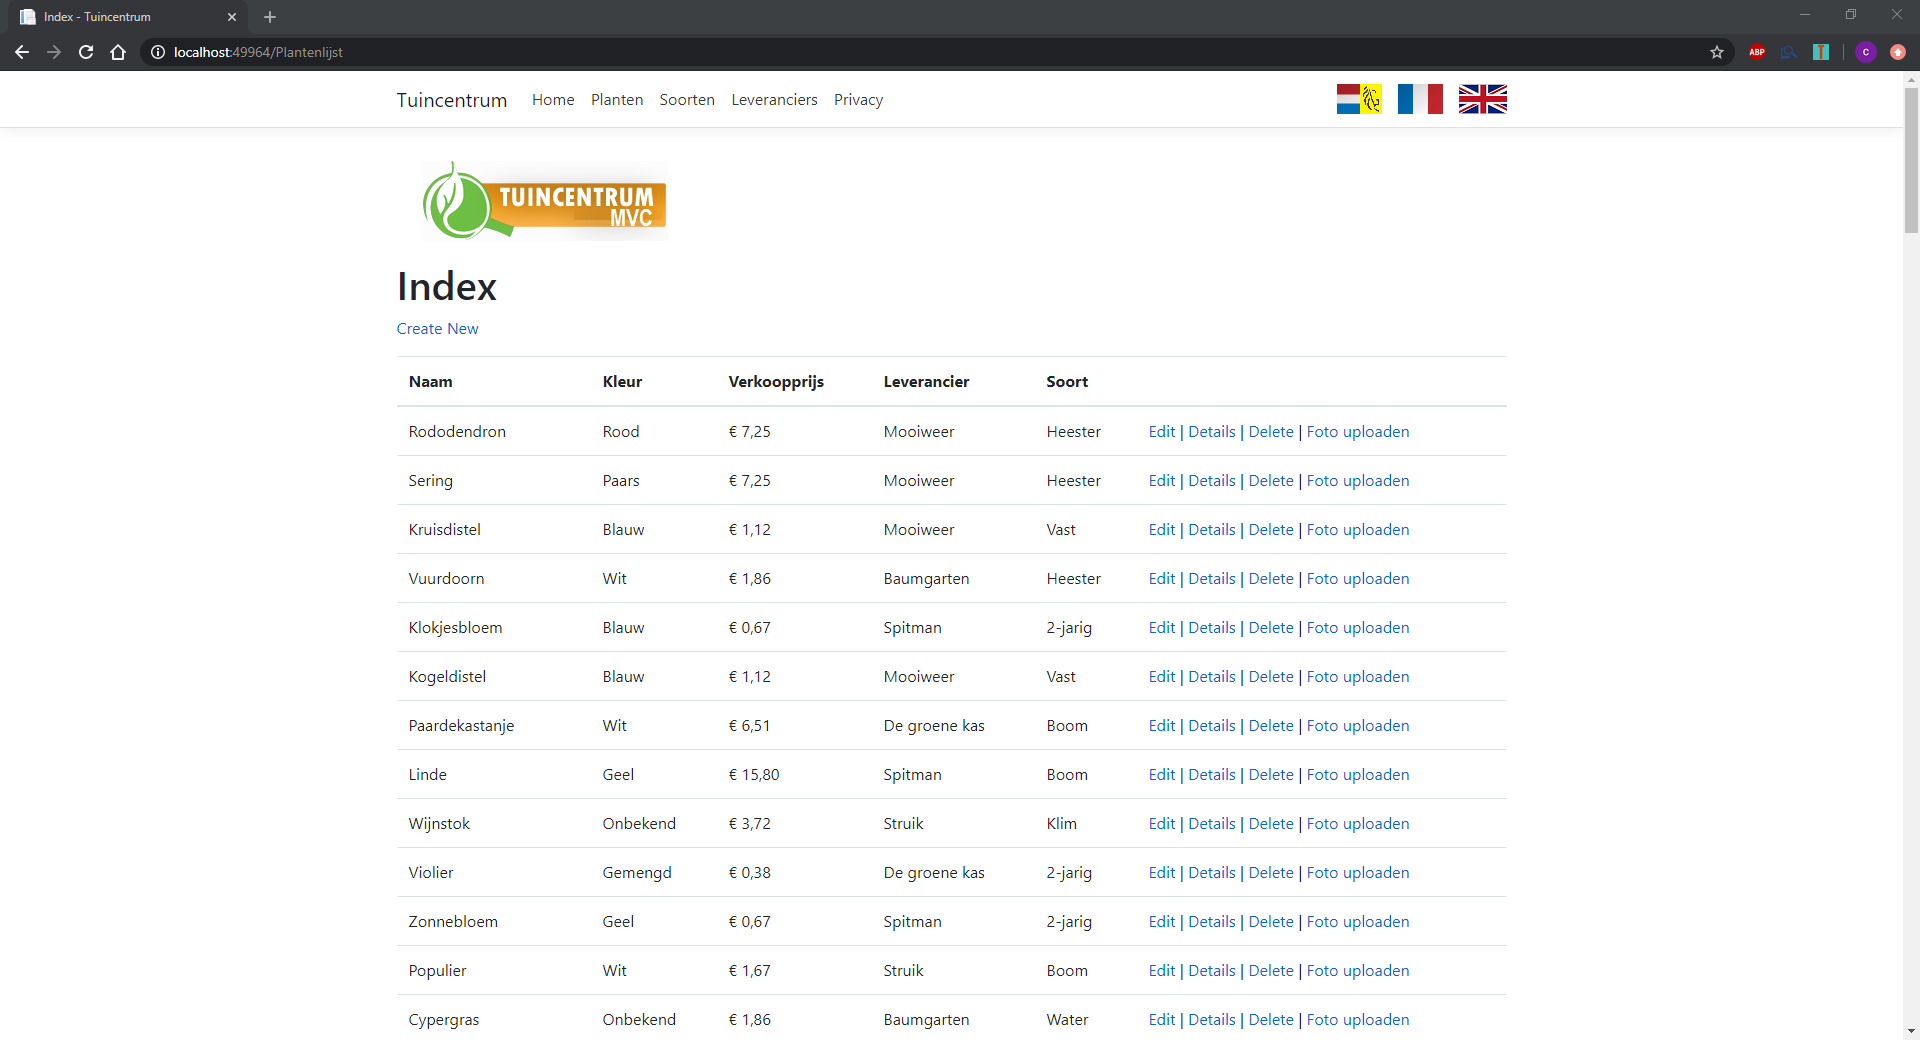 Index - Tuincentrum
localhost:49964/Plantenlijst
ABP
C
Tuincentrum Home Planten Soorten Leveranciers Privacy
TUINCENTRUM
MVC
Index
Create New
Naam Kleur Verkoopprijs Leverancier Soort
Rododendron Rood € 7,25 Mooiweer Heester Edit | Details | Delete | Foto uploaden
Sering Paars € 7,25 Mooiweer Heester Edit | Details | Delete | Foto uploaden
Kruisdistel Blauw € 1,12 Mooiweer Vast Edit | Details | Delete | Foto uploaden
Vuurdoorn Wit € 1,86 Baumgarten Heester Edit | Details | Delete | Foto uploaden
Klokjesbloem Blauw € 0,67 Spitman 2-jarig Edit | Details | Delete | Foto uploaden
Kogeldistel Blauw € 1,12 Mooiweer Vast Edit | Details | Delete | Foto uploaden
Paardekastanje Wit € 6,51 De groene kas Boom Edit | Details | Delete | Foto uploaden
Linde Geel € 15,80 Spitman Boom Edit | Details | Delete | Foto uploaden
Wijnstok Onbekend € 3,72 Struik Klim Edit | Details | Delete | Foto uploaden
Violier Gemengd € 0,38 De groene kas 2-jarig Edit | Details | Delete | Foto uploaden
Zonnebloem Geel € 0,67 Spitman 2-jarig Edit | Details | Delete | Foto uploaden
Populier Wit € 1,67 Struik Boom Edit | Details | Delete | Foto uploaden
Cypergras Onbekend € 1,86 Baumgarten Water Edit | Details | Delete | Foto uploaden